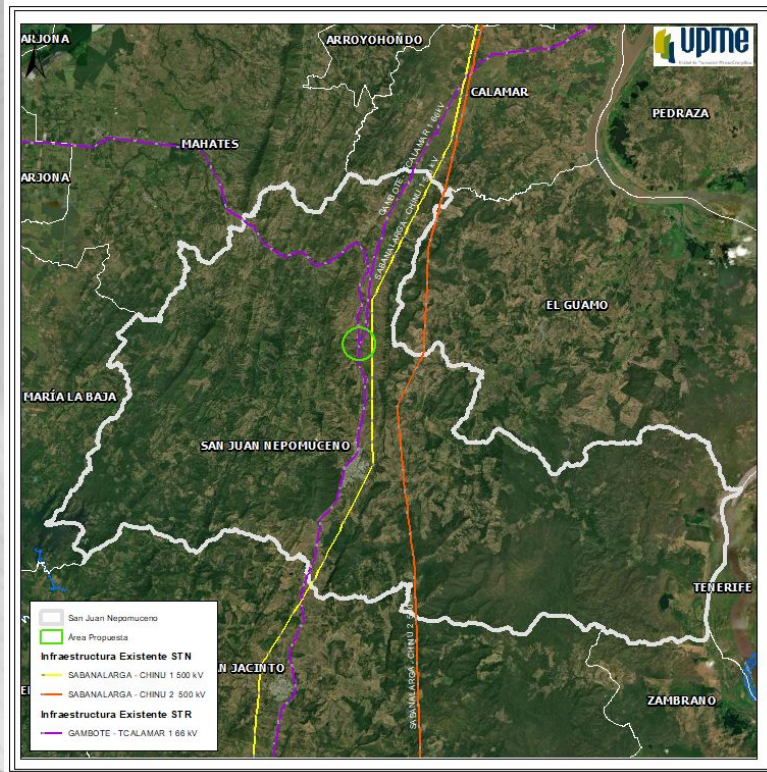 ARJONA
ARROYOHONDO
upme
CALAMAR
PEDRAZA
MAHATES
ARJONA
GAMBOTE - TCALAMAR 1 66 kV
SABANALARGA - CHINU 1 500 kV
EL GUAMO
MARÍA LA BAJA
SAN JUAN NEPOMUCENO
TENERIFE
SABANALARGA - CHINU 2 500
JACINTO
ZAMBRANO
San Juan Nepomuceno
Área Propuesta
Infraestructura Existente STN
SABANALARGA - CHINU 1 500 kV
SABANALARGA - CHINU 2 500 kV
Infraestructura Existente STR
GAMBOTE - TCALAMAR 1 66 kV